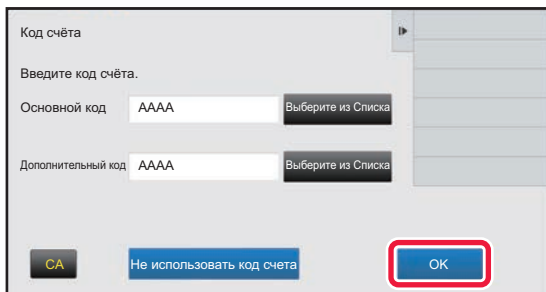 Код счёта
Введите код счёта.
Основной код AAAA Выберите из Списка
Дополнительный код AAAA Выберите из Списка
CA Не использовать код счета OK